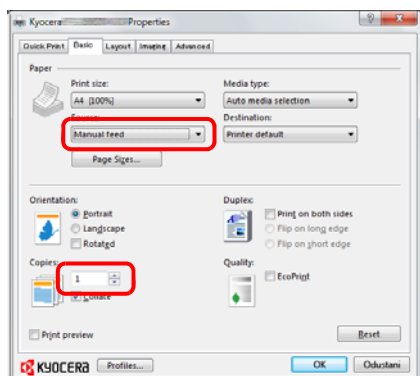 Kyocera Properties
Quick Print Basic Layout Imaging Advanced
Paper
Print size: Media type:
A4 [100%] Auto media selection
Source: Destination:
Manual feed Printer default
Page Sizes...
Orientation: Duplex:
Portrait Print on both sides
Landscape Flip on long edge
Rotated Flip on short edge
Copies: Quality:
1 EcoPrint
Collate
Print preview Reset
KYOCERA Profiles... OK Odustani